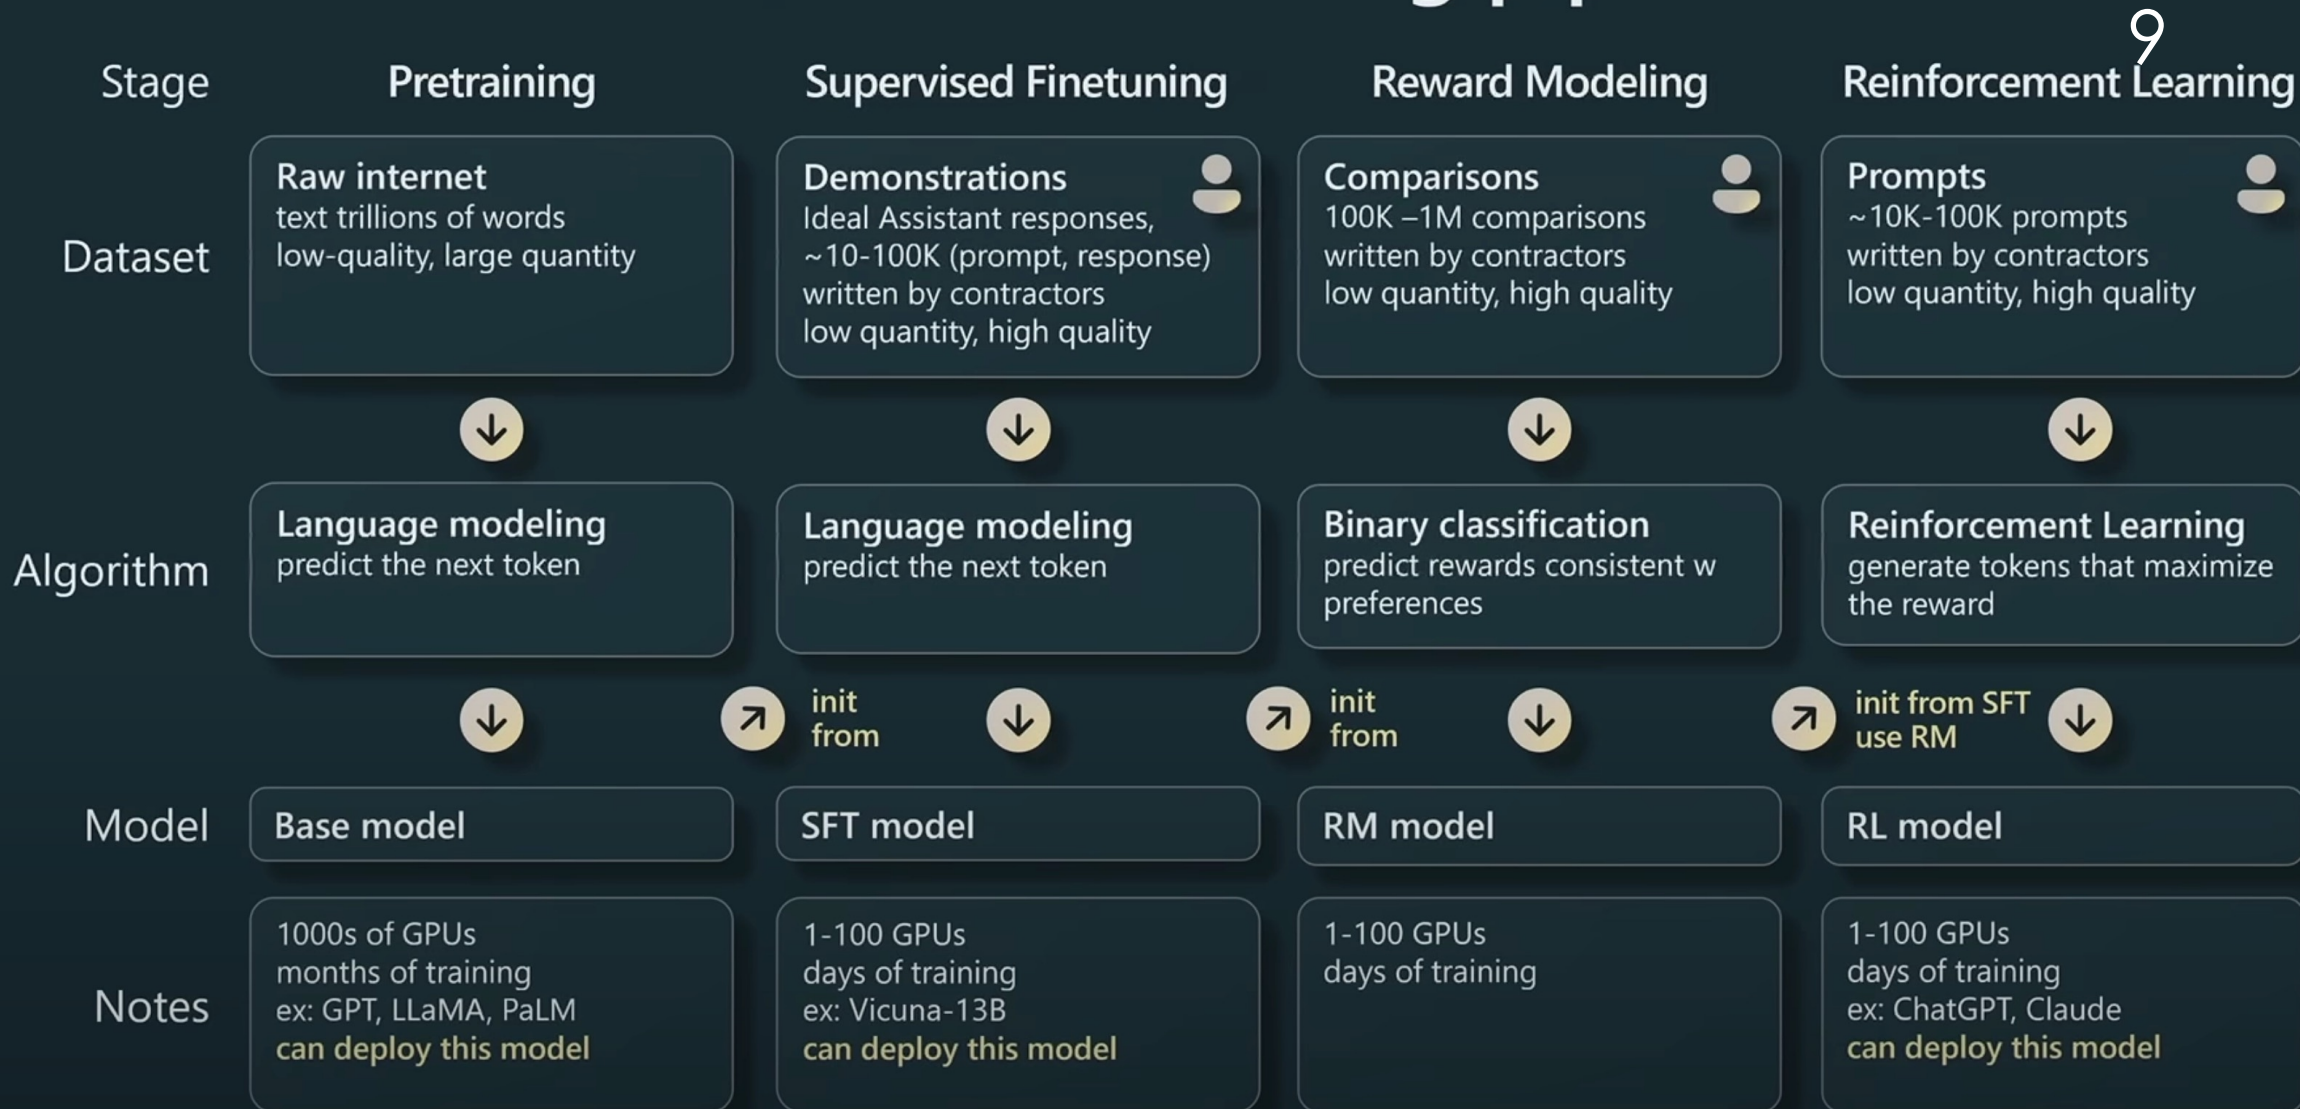 9
Stage
Pretraining
Supervised Finetuning
Reward Modeling
Reinforcement Learning
Dataset
Raw internet
text trillions of words
low-quality, large quantity
Demonstrations
Ideal Assistant responses,
~10-100K (prompt, response)
written by contractors
low quantity, high quality
Comparisons
100K –1M comparisons
written by contractors
low quantity, high quality
Prompts
~10K-100K prompts
written by contractors
low quantity, high quality
Algorithm
Language modeling
predict the next token
Language modeling
predict the next token
Binary classification
predict rewards consistent w
preferences
Reinforcement Learning
generate tokens that maximize
the reward
init
from
init
from
init from SFT
use RM
Model
Base model
SFT model
RM model
RL model
Notes
1000s of GPUs
months of training
ex: GPT, LLaMA, PaLM
can deploy this model
1-100 GPUs
days of training
ex: Vicuna-13B
can deploy this model
1-100 GPUs
days of training
1-100 GPUs
days of training
ex: ChatGPT, Claude
can deploy this model